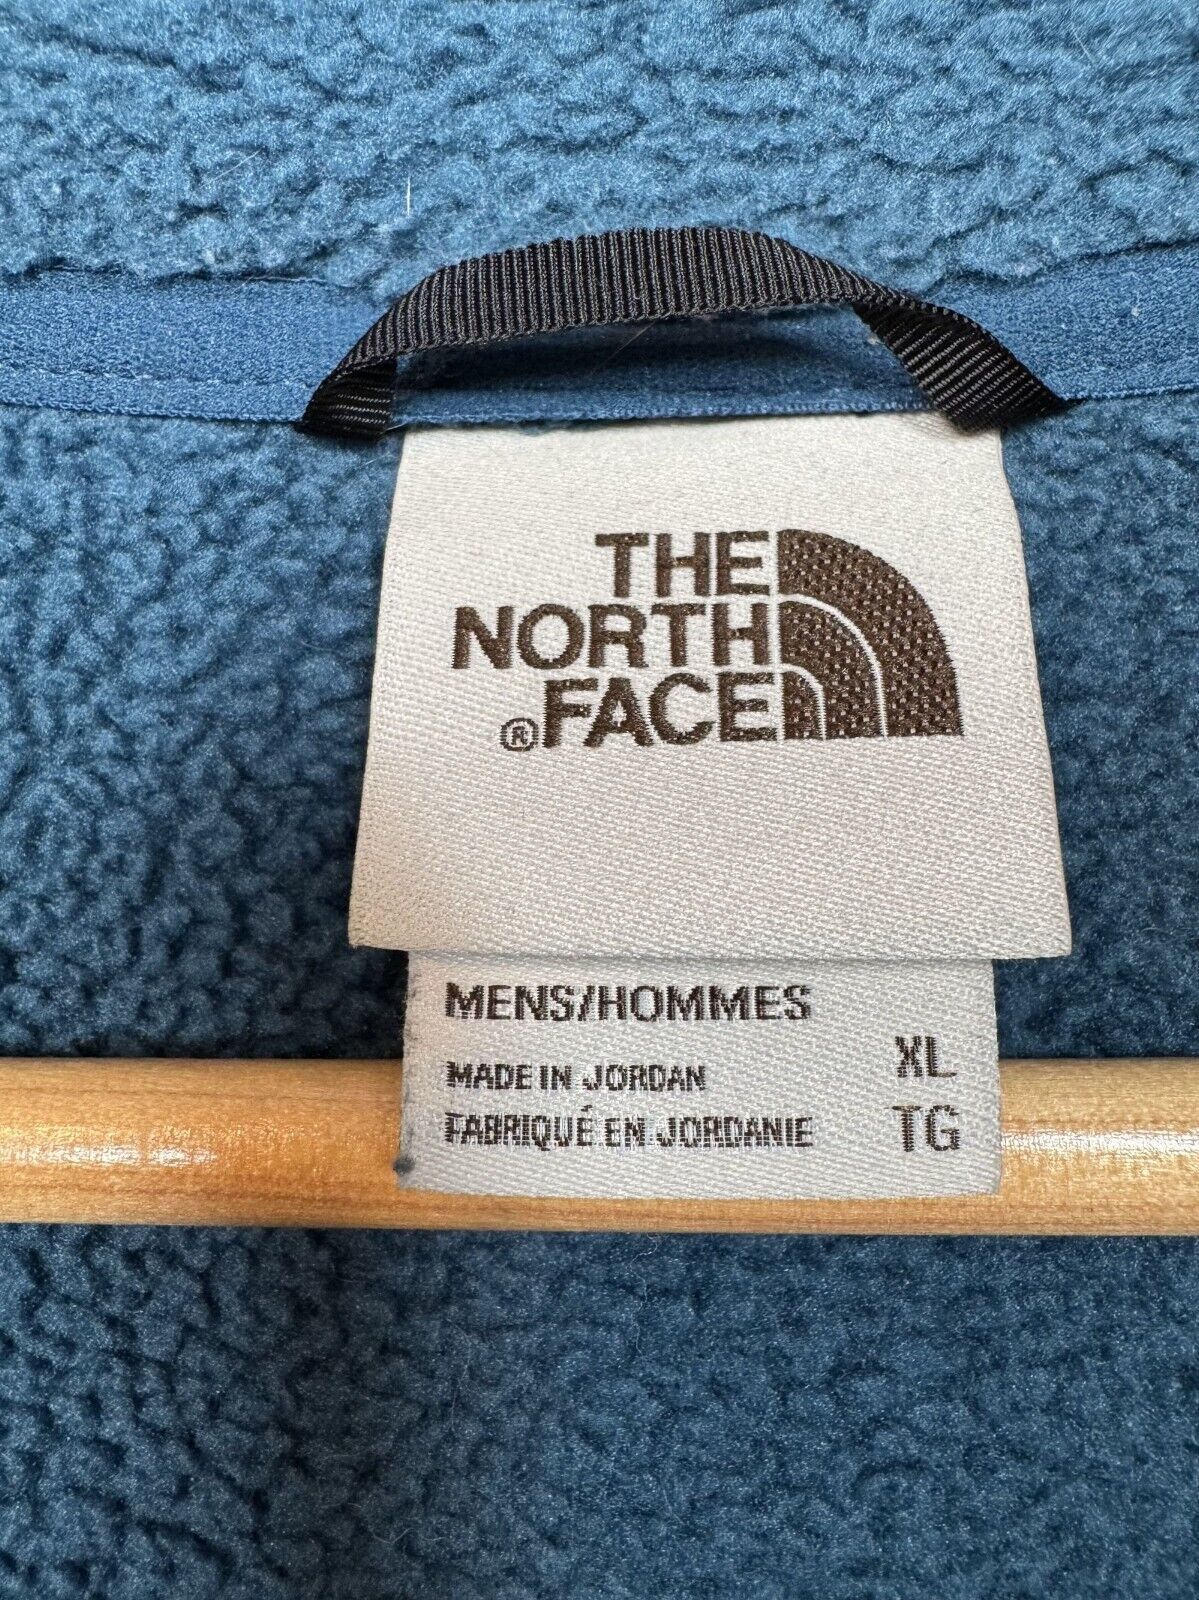 THE
NORTH
®FACE
MENS/HOMMES
XL
MADE IN JORDAN
FABRIQUÉ EN JORDANIE
TG